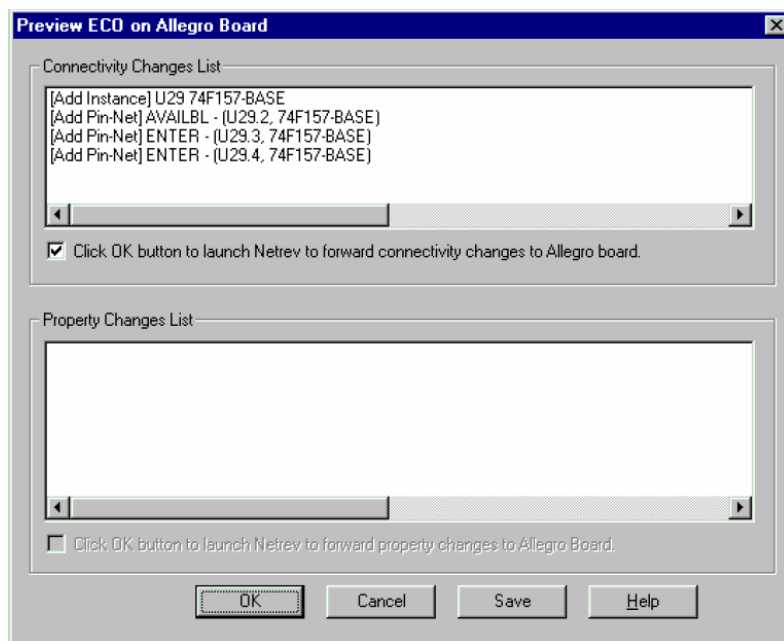 Preview ECO on Allegro Board
Connectivity Changes List
[Add Instance] U29 74F157-BASE
[Add Pin-Net] AVAILBL - (U29.2, 74F157-BASE)
[Add Pin-Net] ENTER - (U29.3, 74F157-BASE)
[Add Pin-Net] ENTER - (U29.4, 74F157-BASE)
Click OK button to launch Netrev to forward connectivity changes to Allegro board.
Property Changes List
Click OK button to launch Netrev to forward property changes to Allegro Board.
OK Cancel Save Help